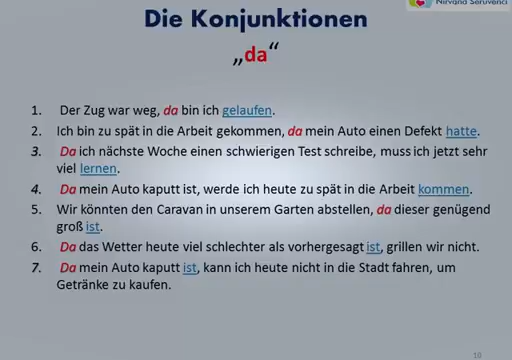 Nirvana Serüvenci
Die Konjunktionen
„da“
1. Der Zug war weg, da bin ich gelaufen.
2. Ich bin zu spät in die Arbeit gekommen, da mein Auto einen Defekt hatte.
3. Da ich nächste Woche einen schwierigen Test schreibe, muss ich jetzt sehr
viel lernen.
4. Da mein Auto kaputt ist, werde ich heute zu spät in die Arbeit kommen.
5. Wir könnten den Caravan in unserem Garten abstellen, da dieser genügend
groß ist.
6. Da das Wetter heute viel schlechter als vorhergesagt ist, grillen wir nicht.
7. Da mein Auto kaputt ist, kann ich heute nicht in die Stadt fahren, um
Getränke zu kaufen.
10